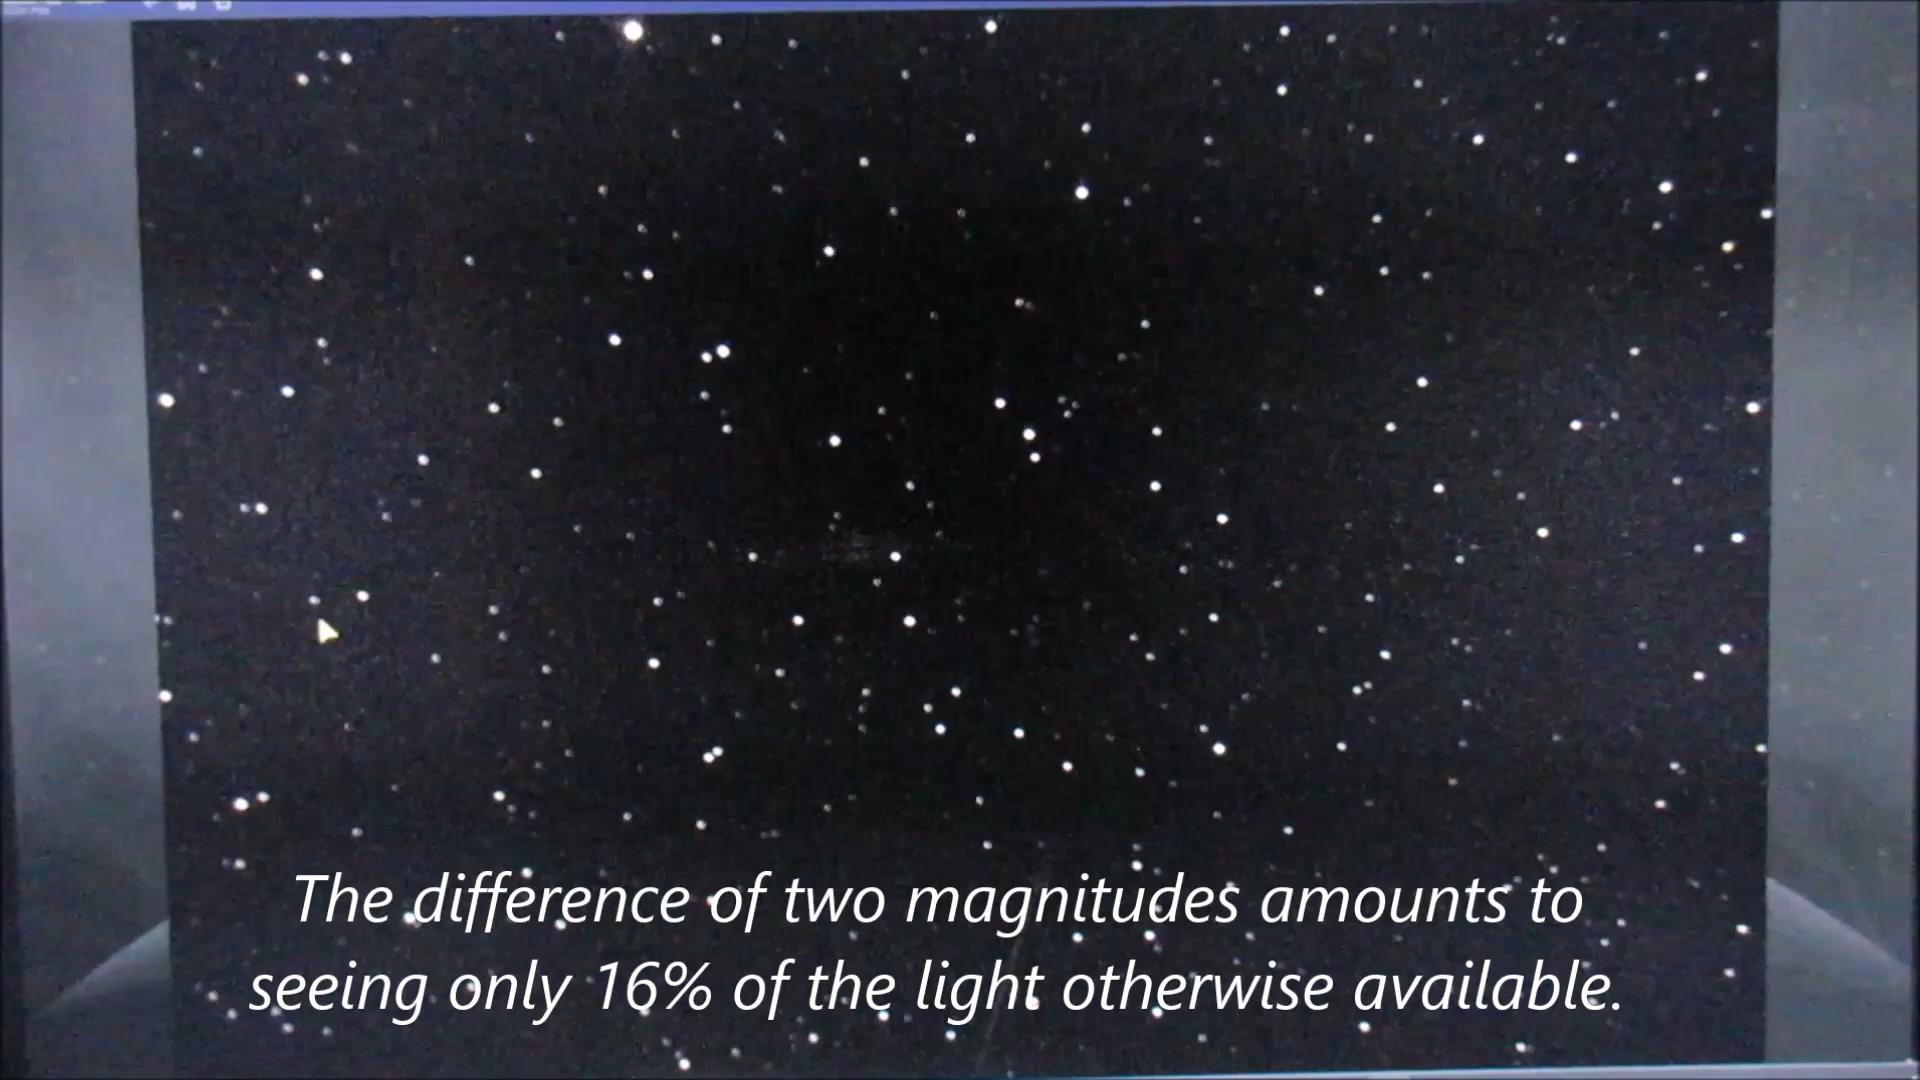 The difference of two magnitudes amounts to
seeing only 16% of the light otherwise available.